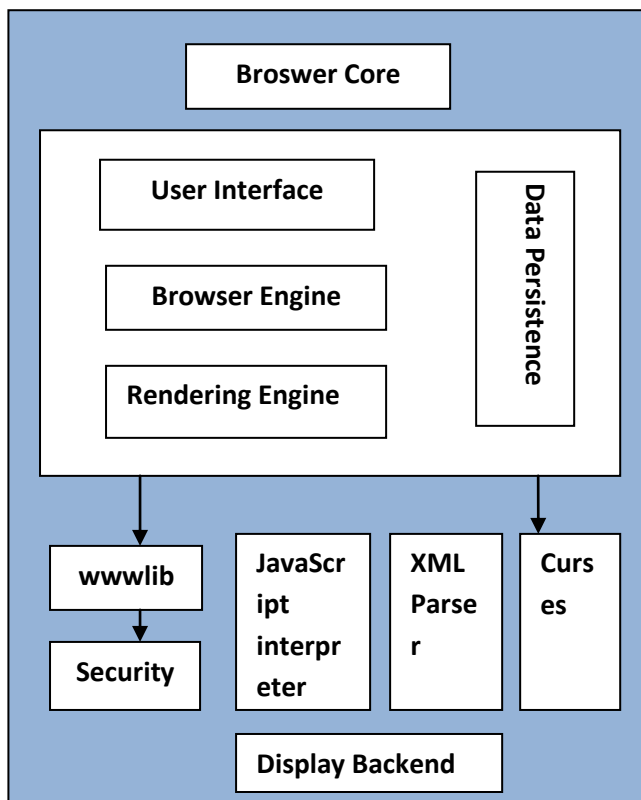 Broswer Core
User Interface
Data Persistence
Browser Engine
Rendering Engine
wwwlib
Security
JavaScr
ipt
interpr
eter
XML
Parse
r
Curs
es
Display Backend